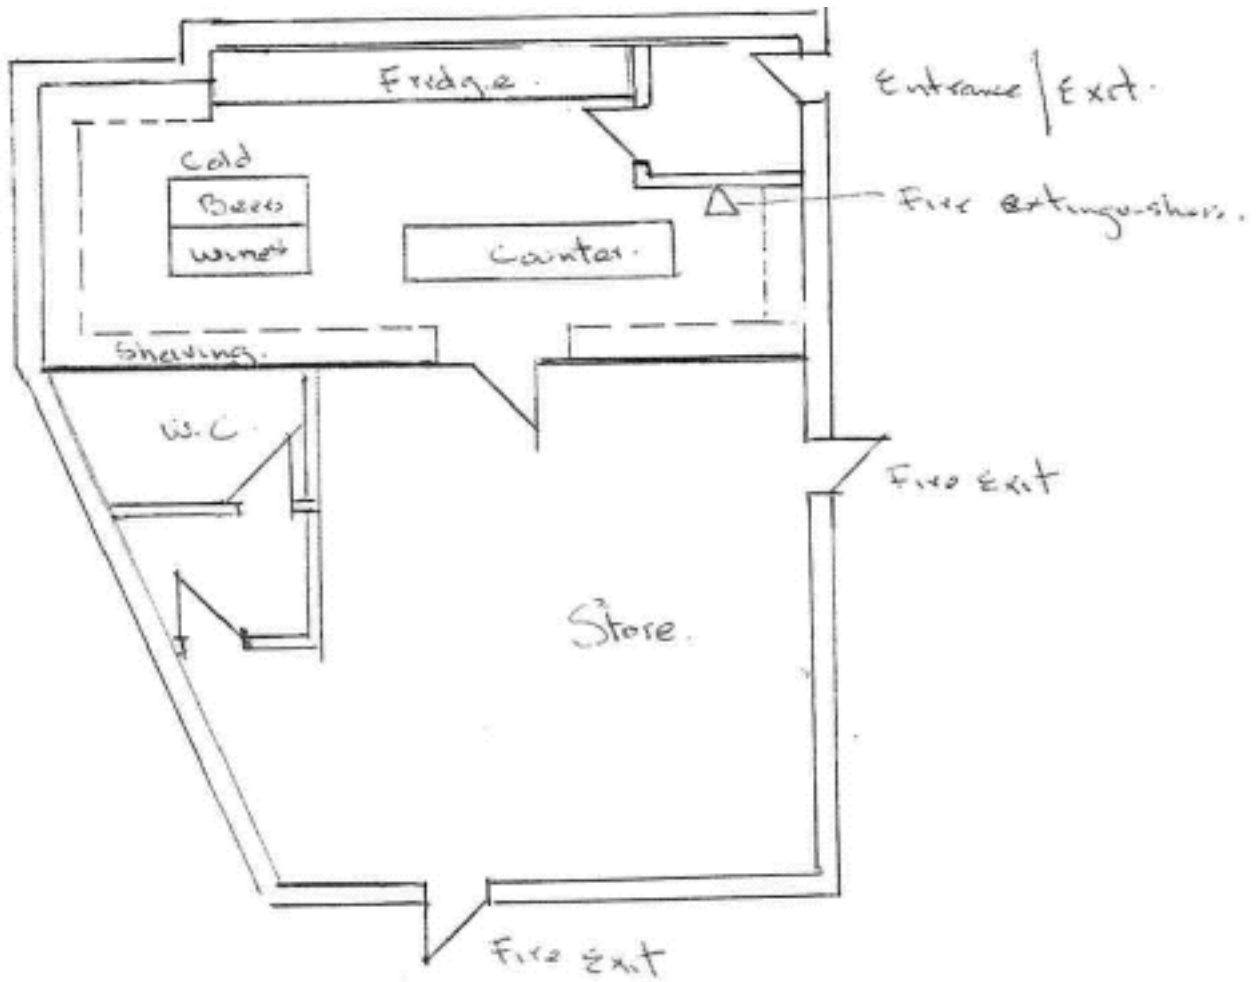 Fridge.
Entrance/Exit.
Cold
Beers
Wines
Fire extinguishers.
Counter.
Shelving.
W.C.
Fire Exit
Store.
Fire Exit